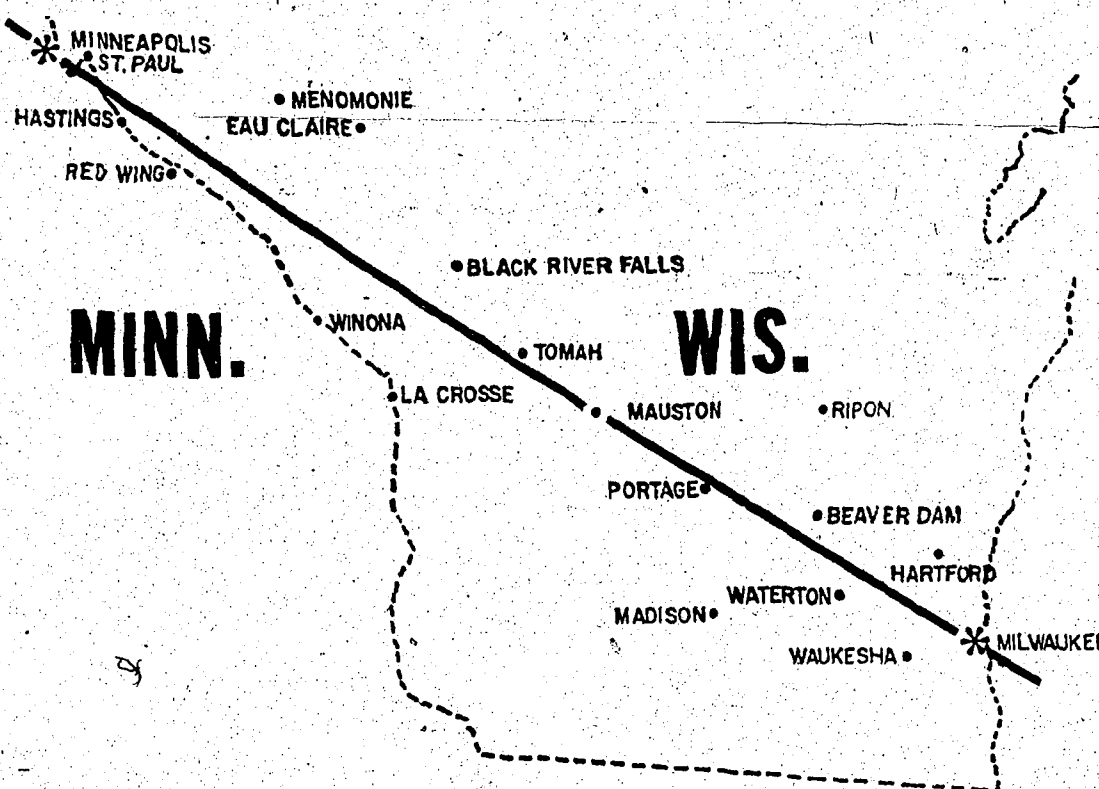 MINNEAPOLIS
ST. PAUL
MENOMONIE
HASTINGS
EAU CLAIRE
RED WING
BLACK RIVER FALLS
MINN.
WINONA
WIS.
TOMAH
LA CROSSE
MAUSTON
RIPON
PORTAGE
BEAVER DAM
HARTFORD
WATERTON
MADISON
WAUKESHA
MILWAUKEE